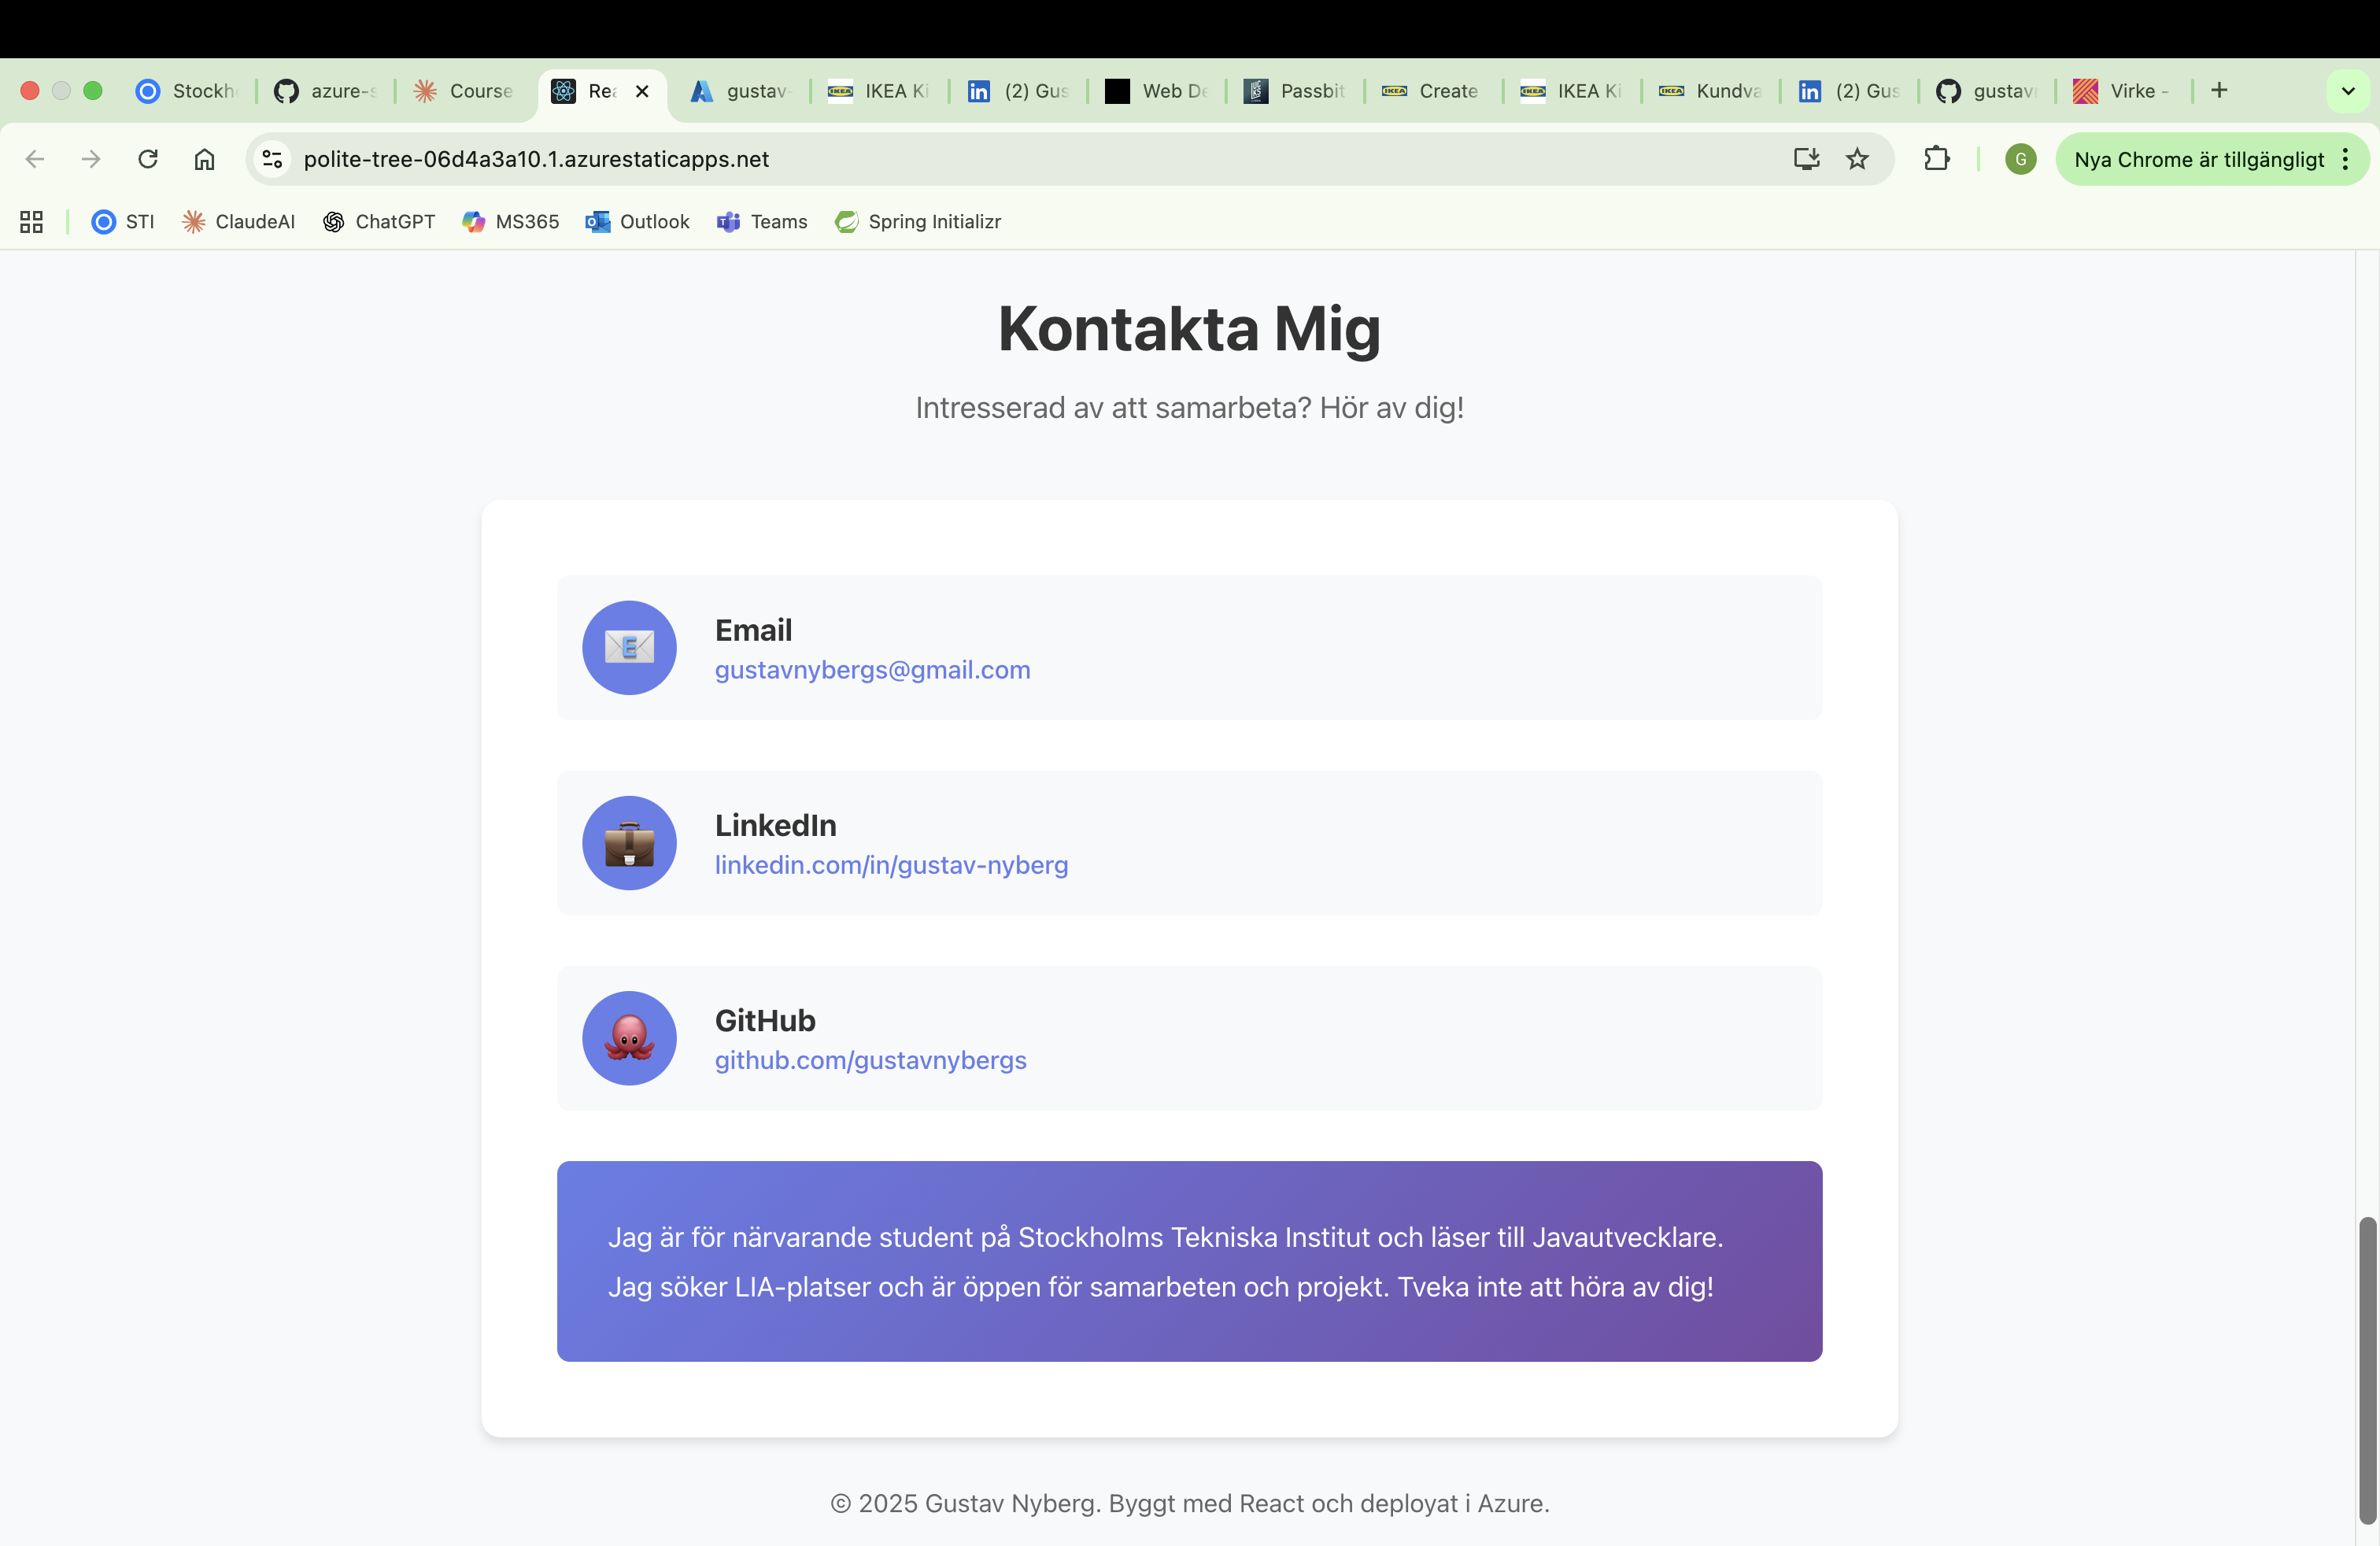 Stockh azure-s Course Rea gustav- IKEA Ki (2) Gus Web De Passbit Create IKEA Ki Kundva (2) Gus gustavn Virke -
polite-tree-06d4a3a10.1.azurestaticapps.net G Nya Chrome är tillgängligt
STI ClaudeAI ChatGPT MS365 Outlook Teams Spring Initializr
Kontakta Mig
Intresserad av att samarbeta? Hör av dig!
Email
gustavnybergs@gmail.com
LinkedIn
linkedin.com/in/gustav-nyberg
GitHub
github.com/gustavnybergs
Jag är för närvarande student på Stockholms Tekniska Institut och läser till Javautvecklare.
Jag söker LIA-platser och är öppen för samarbeten och projekt. Tveka inte att höra av dig!
© 2025 Gustav Nyberg. Byggt med React och deployat i Azure.